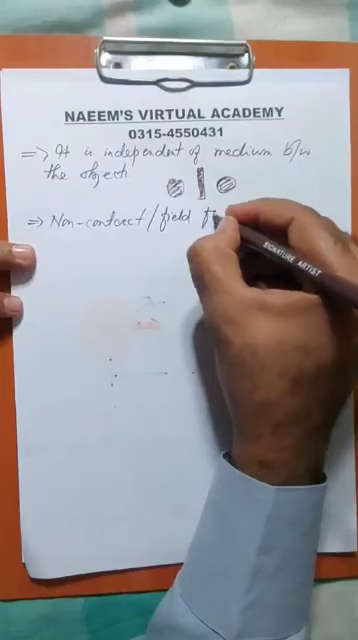 NAEEM'S VIRTUAL ACADEMY
0315-4550431
=> It is independent of medium b/w
the object
=> Non-contact/field
SIGNATURE ARTIST